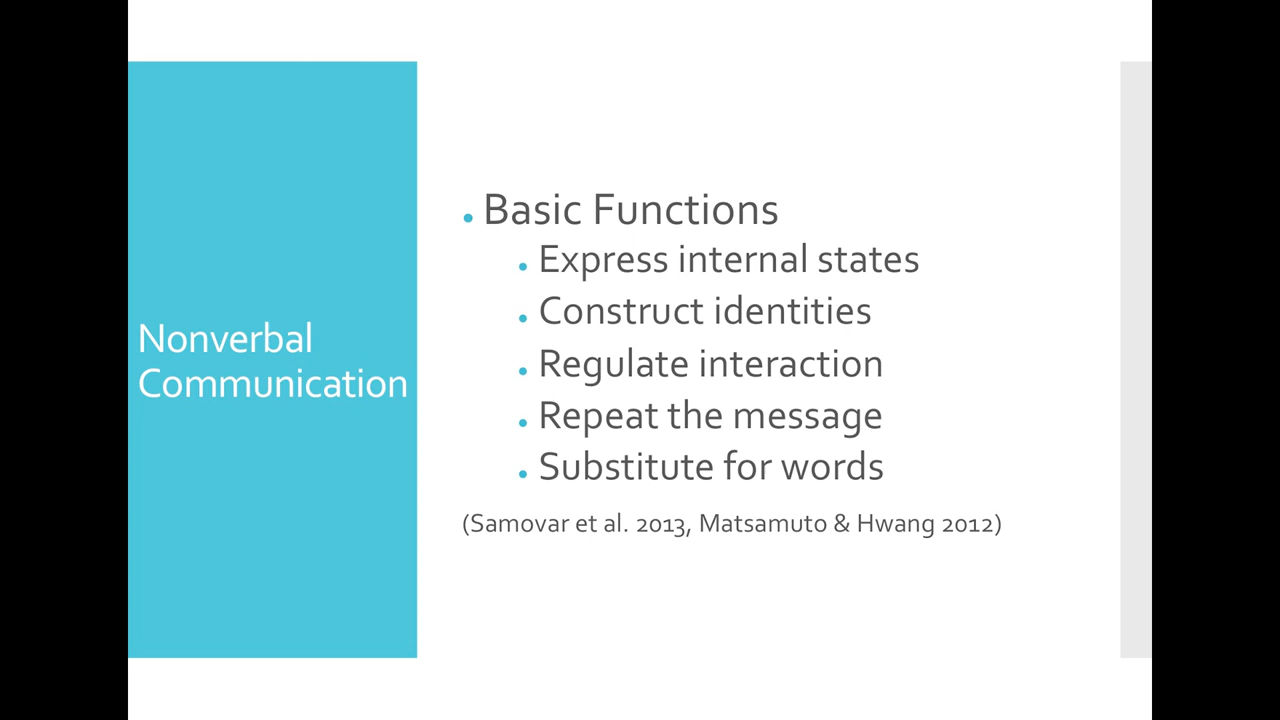 Nonverbal
Communication
• Basic Functions
• Express internal states
• Construct identities
• Regulate interaction
• Repeat the message
• Substitute for words
(Samovar et al. 2013, Matsamuto & Hwang 2012)